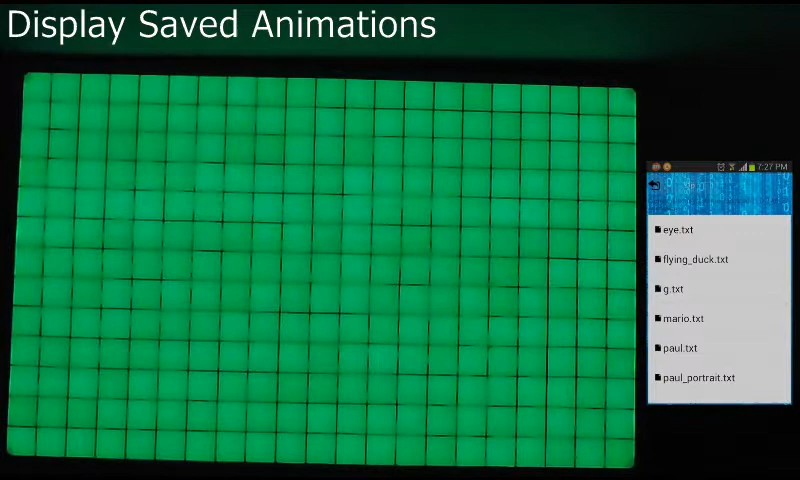 Display Saved Animations
7:27 PM
eye.txt
flying_duck.txt
g.txt
mario.txt
paul.txt
paul_portrait.txt